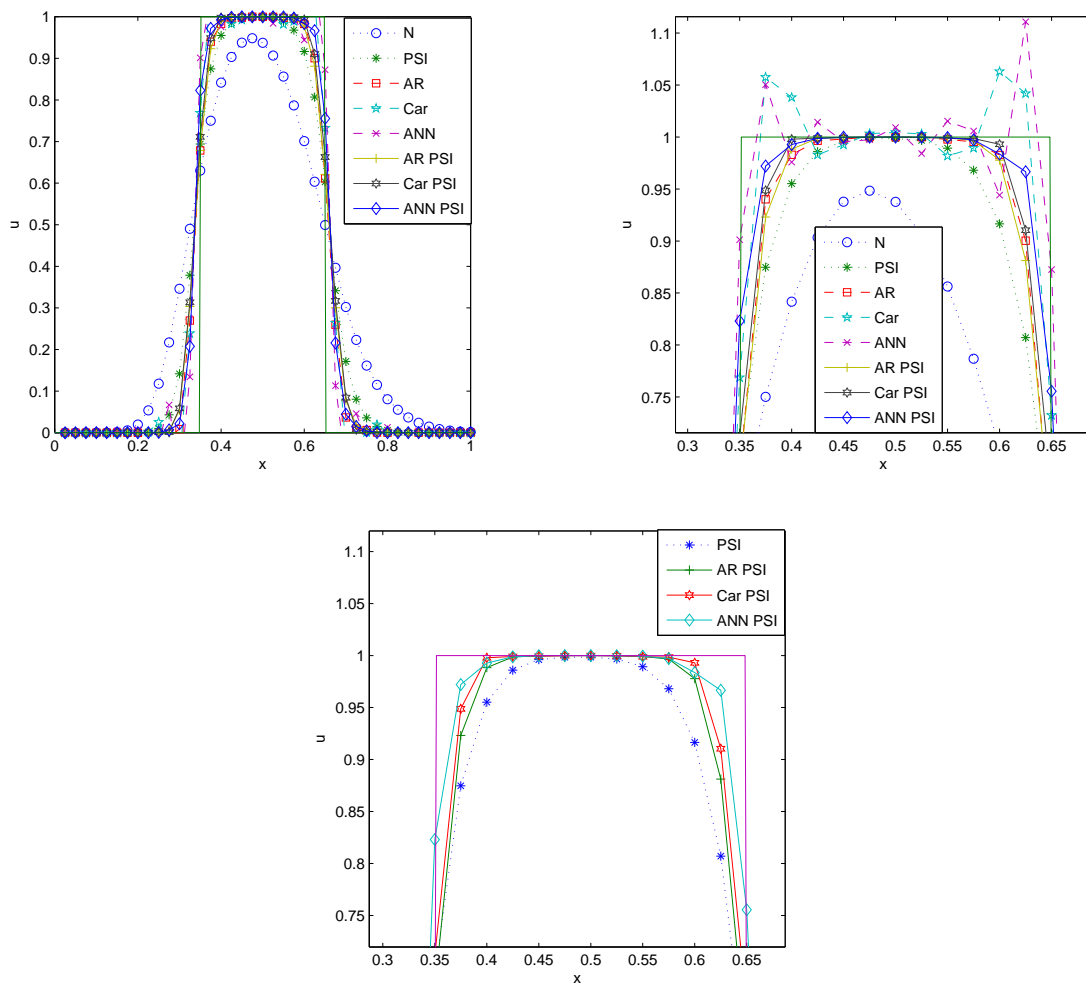 1
0.9
0.8
0.7
0.6
0.5
0.4
0.3
0.2
0.1
0
0 0.2 0.4 0.6 0.8 1
x
u
N
PSI
AR
Car
ANN
AR PSI
Car PSI
ANN PSI
1.1
1.05
1
0.95
0.9
0.85
0.8
0.75
0.3 0.35 0.4 0.45 0.5 0.55 0.6 0.65
x
u
N
PSI
AR
Car
ANN
AR PSI
Car PSI
ANN PSI
1.1
1.05
1
0.95
0.9
0.85
0.8
0.75
0.3 0.35 0.4 0.45 0.5 0.55 0.6 0.65
x
u
PSI
AR PSI
Car PSI
ANN PSI